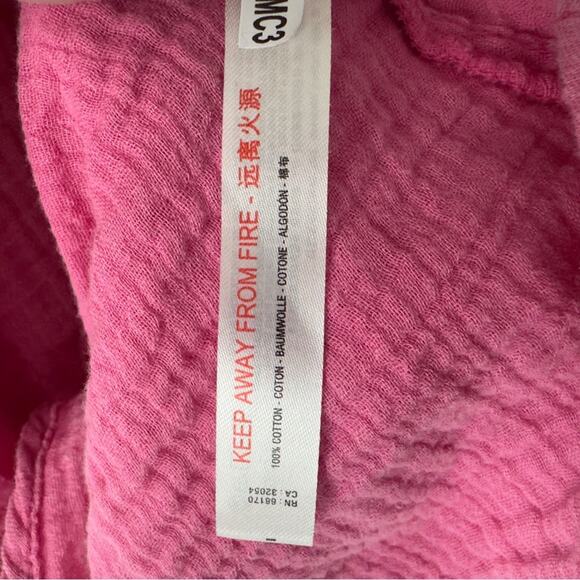 MC3
KEEP AWAY FROM FIRE - 远离火源
100% COTTON - COTON - BAUMWOLLE - COTONE - ALGODÓN - 棉布
RN: 66170
CA: 32054